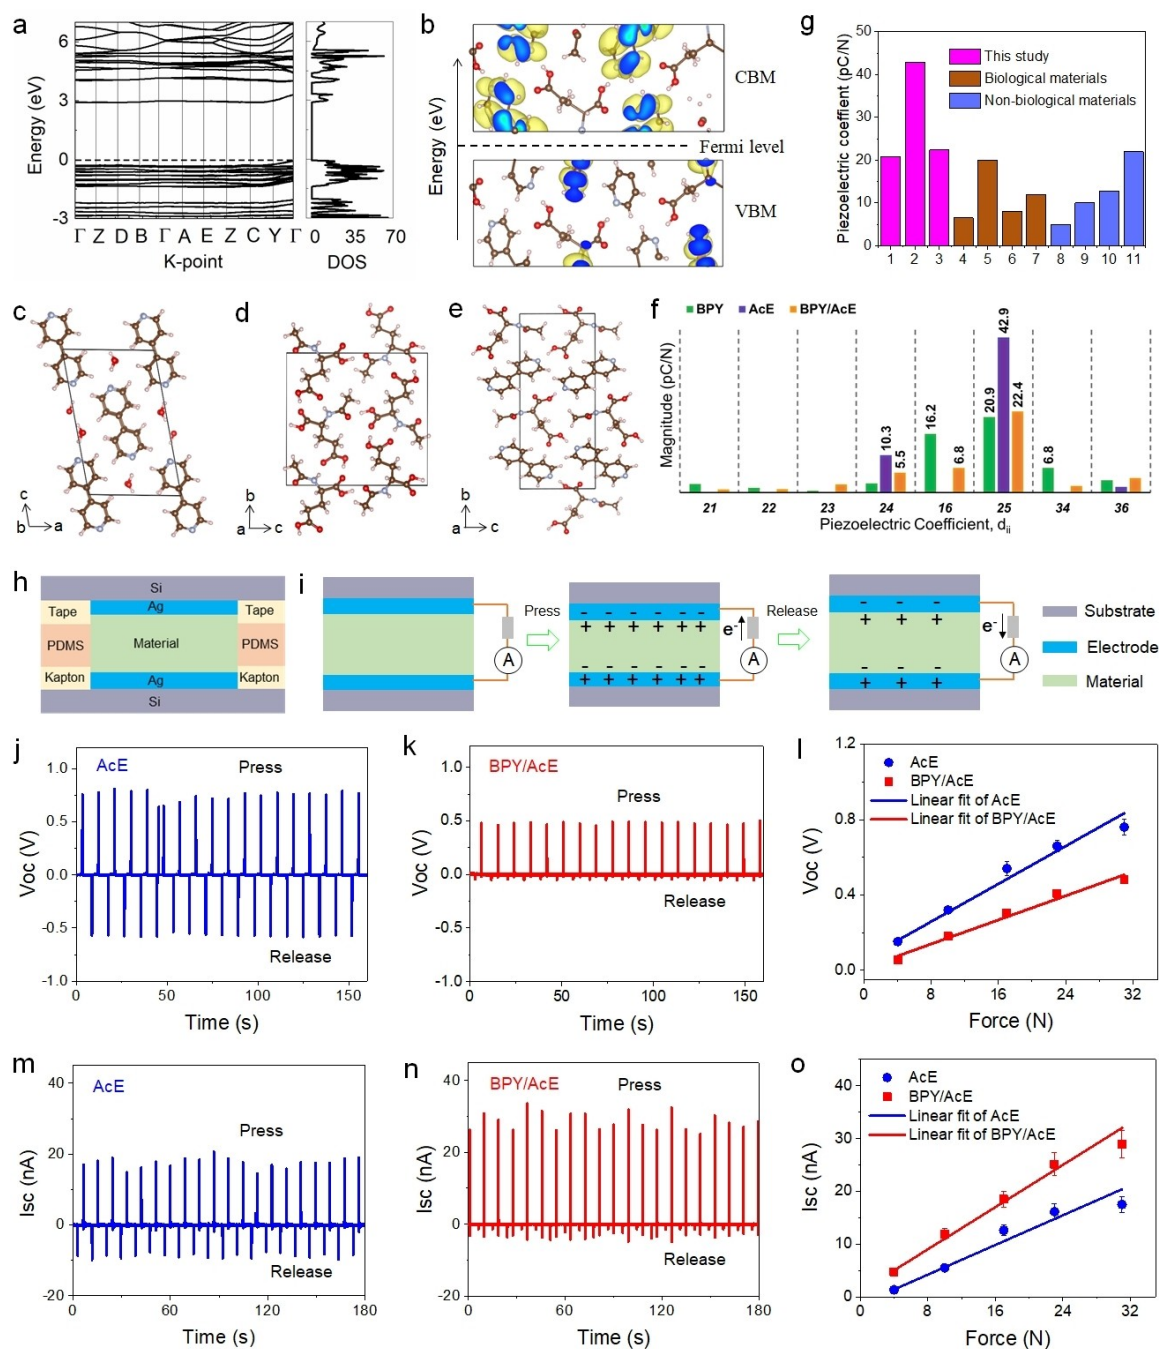 a
Energy (eV)
6
3
0
-3
Γ Z D B Γ A E Z C Y Γ
K-point
0 35 70
DOS
b
Energy (eV)
CBM
Fermi level
VBM
g
Piezoelectric coeffient (pC/N)
50
40
30
20
10
0
This study
Biological materials
Non-biological materials
1 2 3 4 5 6 7 8 9 10 11
c
c
b a
d
b
a c
e
b
a c
f
BPY AcE BPY/AcE
Magnitude (pC/N)
10.3
5.5
16.2
6.8
20.9
42.9
22.4
6.8
21 22 23 24 16 25 34 36
Piezoelectric Coefficient, dii
h
Si
Tape Ag Tape
PDMS Material PDMS
Kapton Ag Kapton
Si
i
A
Press
- - - - - -
+ + + + + +
e-
- - - - - -
+ + + + + +
A
Release
- - -
+ + +
e-
- - -
+ + +
A
Substrate
Electrode
Material
j
AcE
Press
Release
Voc (V)
1.0
0.5
0.0
-0.5
-1.0
0 50 100 150
Time (s)
k
BPY/AcE
Press
Release
Voc (V)
1.0
0.5
0.0
-0.5
-1.0
0 50 100 150
Time (s)
l
AcE
BPY/AcE
Linear fit of AcE
Linear fit of BPY/AcE
Voc (V)
1.2
0.8
0.4
0.0
0 8 16 24 32
Force (N)
m
AcE
Press
Release
Isc (nA)
40
20
0
-20
0 60 120 180
Time (s)
n
BPY/AcE
Press
Release
Isc (nA)
40
20
0
-20
0 60 120 180
Time (s)
o
AcE
BPY/AcE
Linear fit of AcE
Linear fit of BPY/AcE
Isc (nA)
40
30
20
10
0
0 8 16 24 32
Force (N)